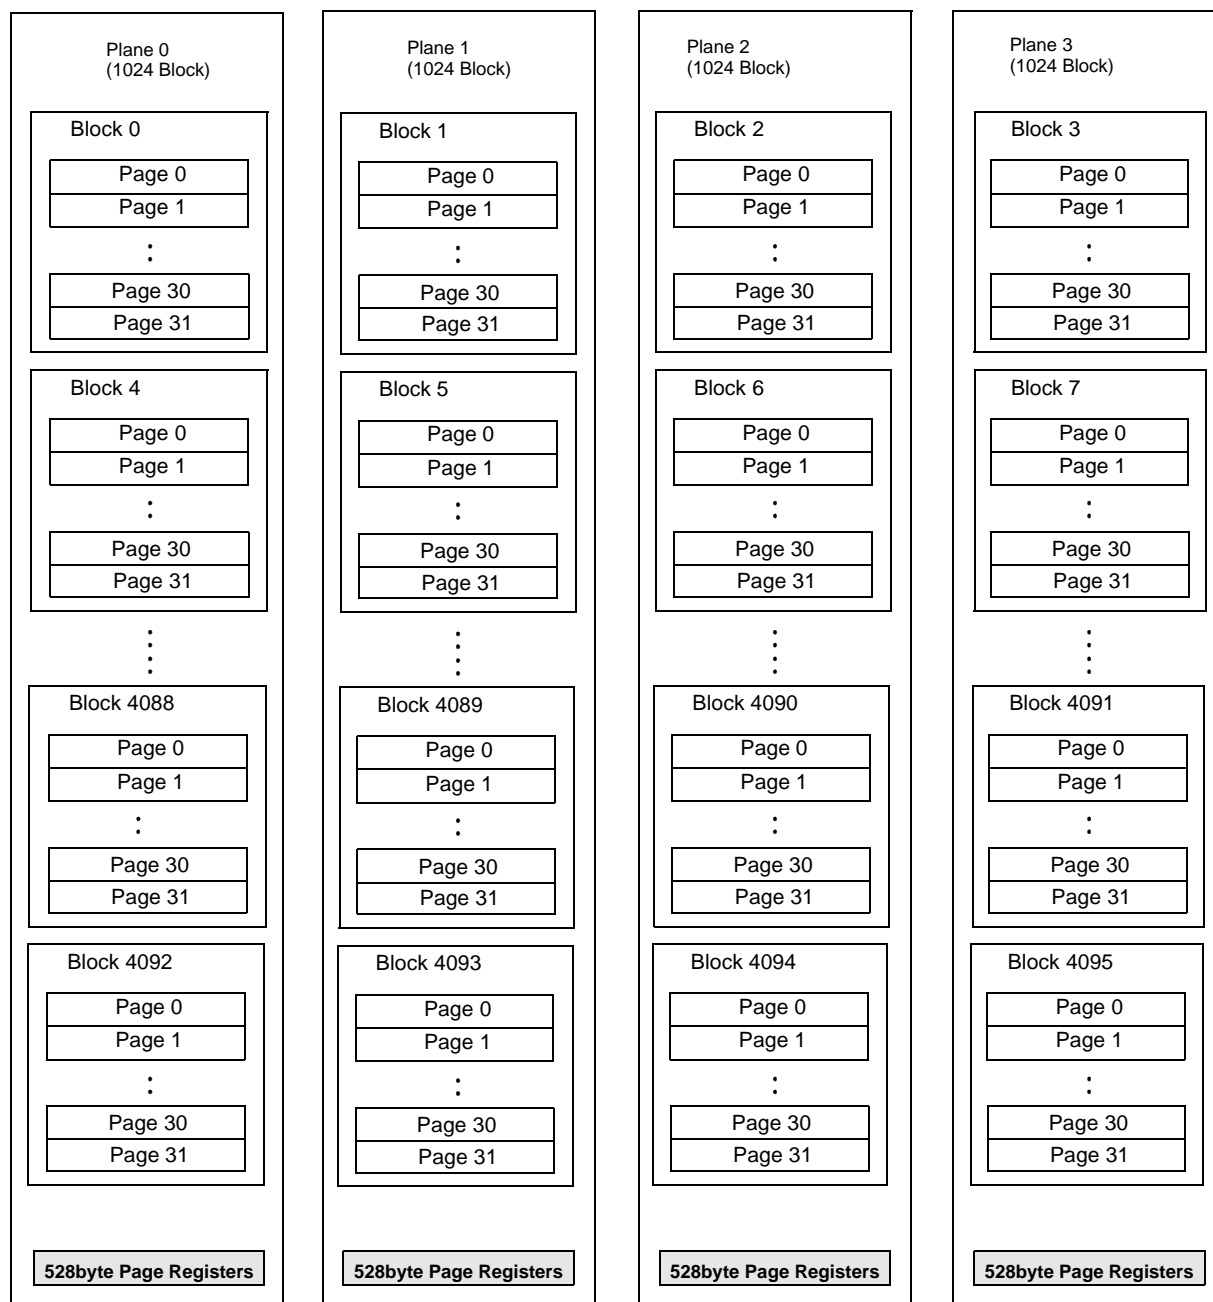 Plane 0
(1024 Block)
Block 0
Page 0
Page 1
Page 30
Page 31
Block 4
Page 0
Page 1
Page 30
Page 31
Block 4088
Page 0
Page 1
Page 30
Page 31
Block 4092
Page 0
Page 1
Page 30
Page 31
528byte Page Registers
Plane 1
(1024 Block)
Block 1
Page 0
Page 1
Page 30
Page 31
Block 5
Page 0
Page 1
Page 30
Page 31
Block 4089
Page 0
Page 1
Page 30
Page 31
Block 4093
Page 0
Page 1
Page 30
Page 31
528byte Page Registers
Plane 2
(1024 Block)
Block 2
Page 0
Page 1
Page 30
Page 31
Block 6
Page 0
Page 1
Page 30
Page 31
Block 4090
Page 0
Page 1
Page 30
Page 31
Block 4094
Page 0
Page 1
Page 30
Page 31
528byte Page Registers
Plane 3
(1024 Block)
Block 3
Page 0
Page 1
Page 30
Page 31
Block 7
Page 0
Page 1
Page 30
Page 31
Block 4091
Page 0
Page 1
Page 30
Page 31
Block 4095
Page 0
Page 1
Page 30
Page 31
528byte Page Registers